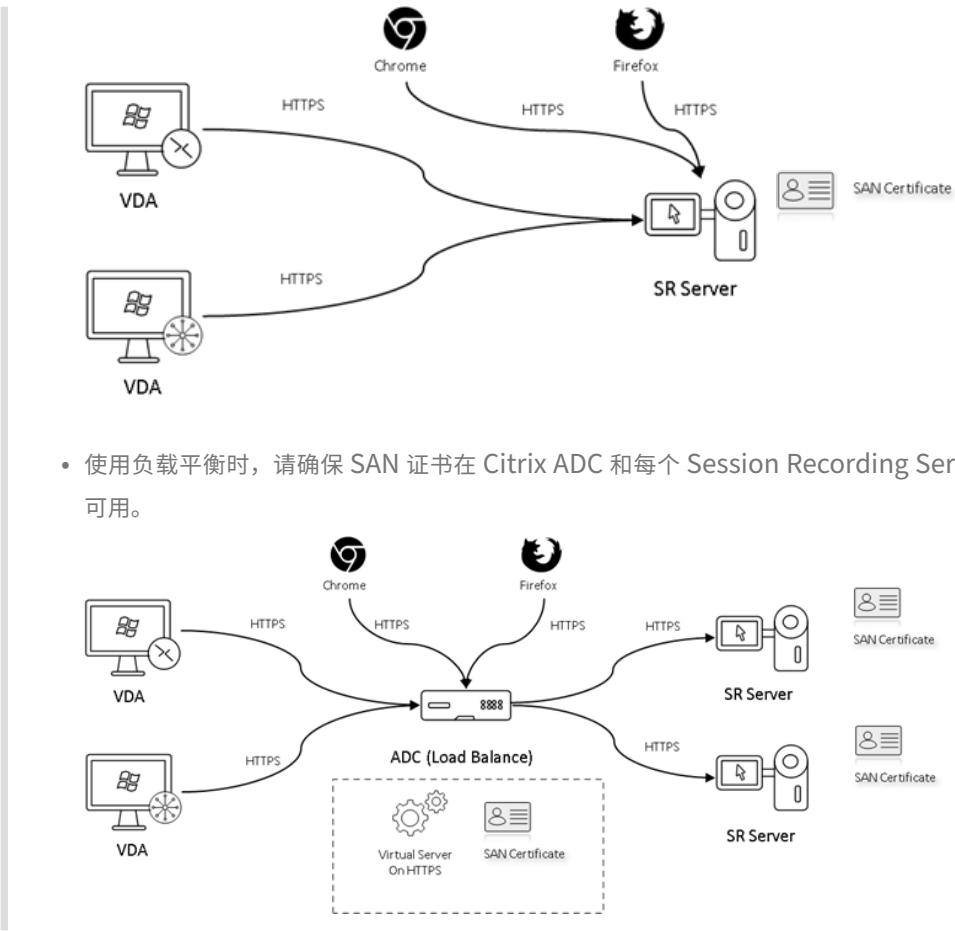 Chrome
Firefox
HTTPS
HTTPS
HTTPS
VDA
SAN Certificate
HTTPS
SR Server
VDA
• 使用负载平衡时，请确保 SAN 证书在 Citrix ADC 和每个 Session Recording Ser
可用。
Chrome
Firefox
HTTPS
HTTPS
HTTPS
HTTPS
SAN Certificate
VDA
SR Server
HTTPS
ADC (Load Balance)
HTTPS
SAN Certificate
VDA
SR Server
Virtual Server
On HTTPS
SAN Certificate